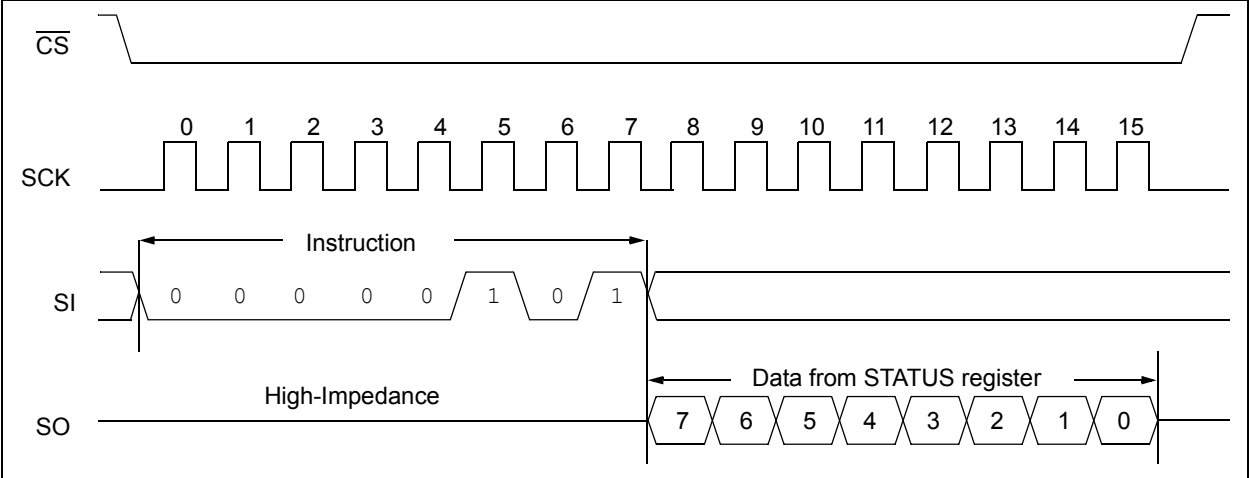 CS
0 1 2 3 4 5 6 7 8 9 10 11 12 13 14 15
SCK
Instruction
SI 0 0 0 0 0 1 0 1
Data from STATUS register
High-Impedance
SO 7 6 5 4 3 2 1 0